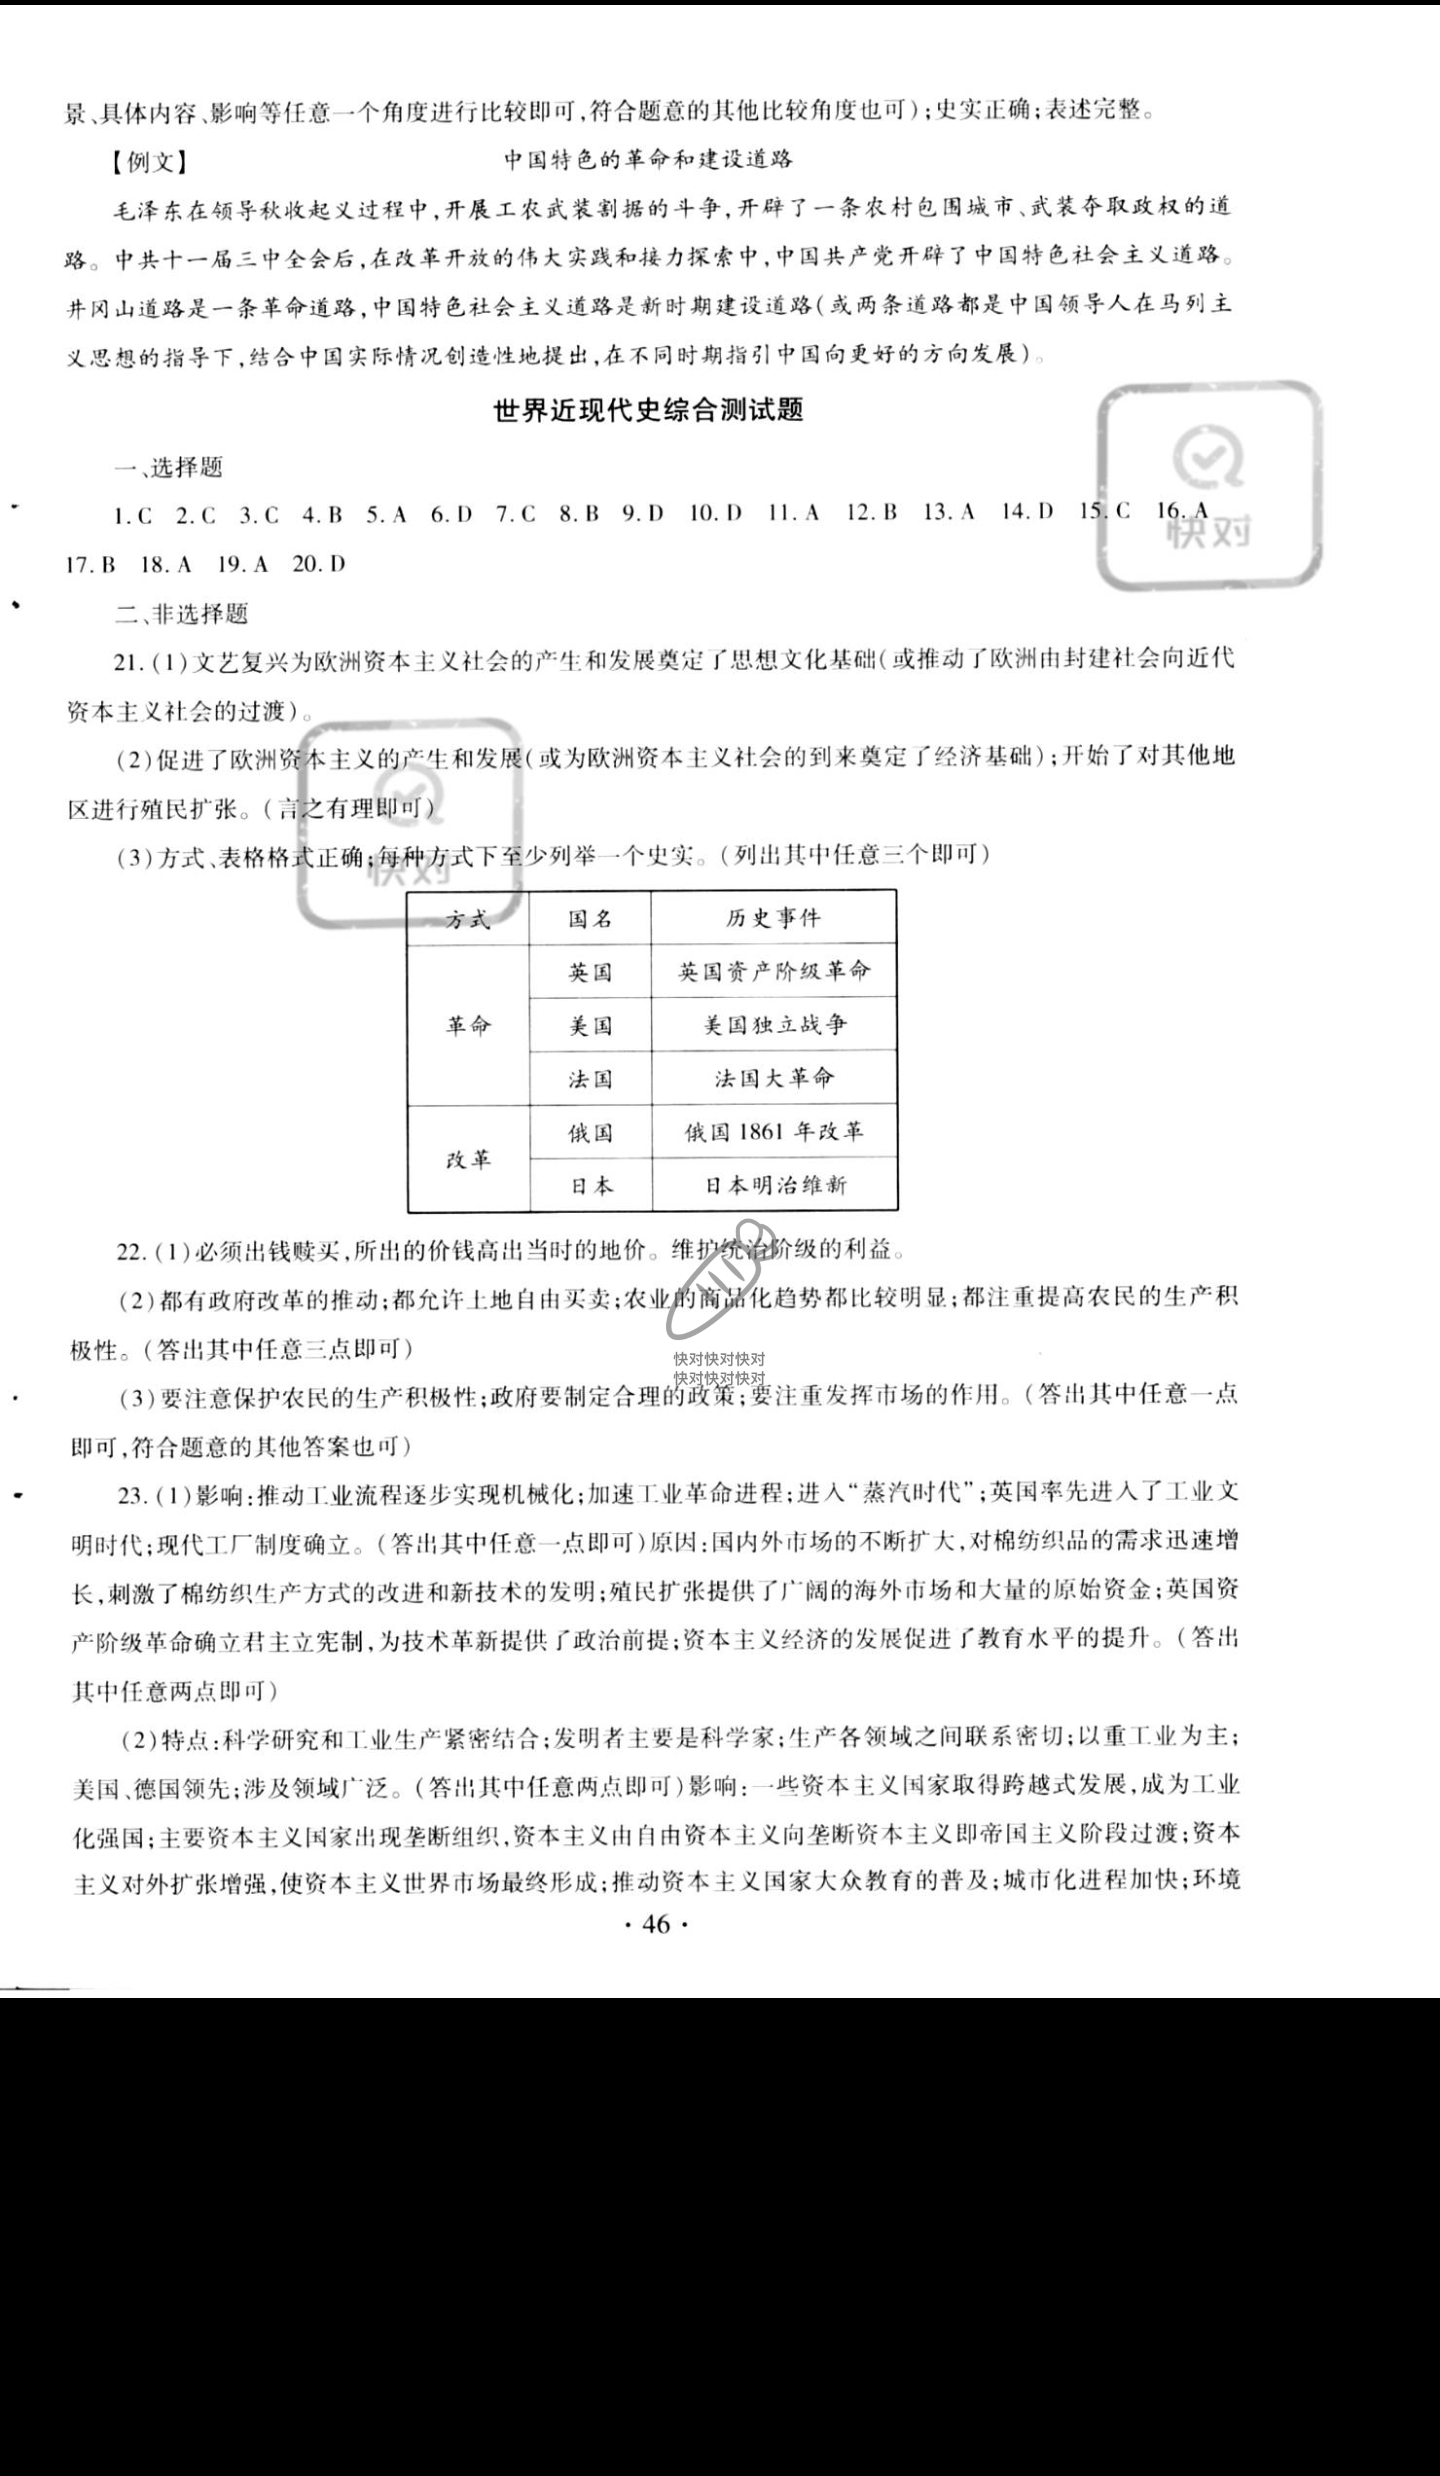 景、具体内容、影响等任意一个角度进行比较即可,符合题意的其他比较角度也可);史实正确;表述完整。
【例文】 中国特色的革命和建设道路
毛泽东在领导秋收起义过程中,开展工农武装割据的斗争,开辟了一条农村包围城市、武装夺取政权的道
路。中共十一届三中全会后,在改革开放的伟大实践和接力探索中,中国共产党开辟了中国特色社会主义道路。
井冈山道路是一条革命道路,中国特色社会主义道路是新时期建设道路(或两条道路都是中国领导人在马列主
义思想的指导下,结合中国实际情况创造性地提出,在不同时期指引中国向更好的方向发展)。
世界近现代史综合测试题
一、选择题
1. C 2. C 3. C 4. B 5. A 6. D 7. C 8. B 9. D 10. D 11. A 12. B 13. A 14. D 15. C 16. A
快对
17. B 18. A 19. A 20. D
二、非选择题
21. (1)文艺复兴为欧洲资本主义社会的产生和发展奠定了思想文化基础(或推动了欧洲由封建社会向近代
资本主义社会的过渡)。
(2)促进了欧洲资本主义的产生和发展(或为欧洲资本主义社会的到来奠定了经济基础);开始了对其他地
区进行殖民扩张。(言之有理即可)
(3)方式、表格格式正确;每种方式下至少列举一个史实。(列出其中任意三个即可)
快对
方式 国名 历史事件
英国 英国资产阶级革命
革命 美国 美国独立战争
法国 法国大革命
俄国 俄国1861年改革
改革
日本 日本明治维新
22. (1)必须出钱赎买,所出的价钱高出当时的地价。维护统治阶级的利益。
(2)都有政府改革的推动;都允许土地自由买卖;农业的商品化趋势都比较明显;都注重提高农民的生产积
极性。(答出其中任意三点即可)
快对快对快对
快对快对快对
(3)要注意保护农民的生产积极性;政府要制定合理的政策;要注重发挥市场的作用。(答出其中任意一点
即可,符合题意的其他答案也可)
23. (1)影响:推动工业流程逐步实现机械化;加速工业革命进程;进入“蒸汽时代”;英国率先进入了工业文
明时代;现代工厂制度确立。(答出其中任意一点即可)原因:国内外市场的不断扩大,对棉纺织品的需求迅速增
长,刺激了棉纺织生产方式的改进和新技术的发明;殖民扩张提供了广阔的海外市场和大量的原始资金;英国资
产阶级革命确立君主立宪制,为技术革新提供了政治前提;资本主义经济的发展促进了教育水平的提升。(答出
其中任意两点即可)
(2)特点:科学研究和工业生产紧密结合;发明者主要是科学家;生产各领域之间联系密切;以重工业为主;
美国、德国领先;涉及领域广泛。(答出其中任意两点即可)影响:一些资本主义国家取得跨越式发展,成为工业
化强国;主要资本主义国家出现垄断组织,资本主义由自由资本主义向垄断资本主义即帝国主义阶段过渡;资本
主义对外扩张增强,使资本主义世界市场最终形成;推动资本主义国家大众教育的普及;城市化进程加快;环境
· 46 ·